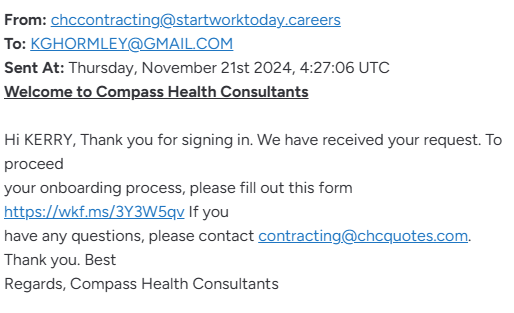 From: chccontracting@startworktoday.careers
To: KGHORMLEY@GMAIL.COM
Sent At: Thursday, November 21st 2024, 4:27:06 UTC
Welcome to Compass Health Consultants
Hi KERRY, Thank you for signing in. We have received your request. To
proceed
your onboarding process, please fill out this form
https://wkf.ms/3Y3W5qv If you
have any questions, please contact contracting@chcquotes.com.
Thank you. Best
Regards, Compass Health Consultants